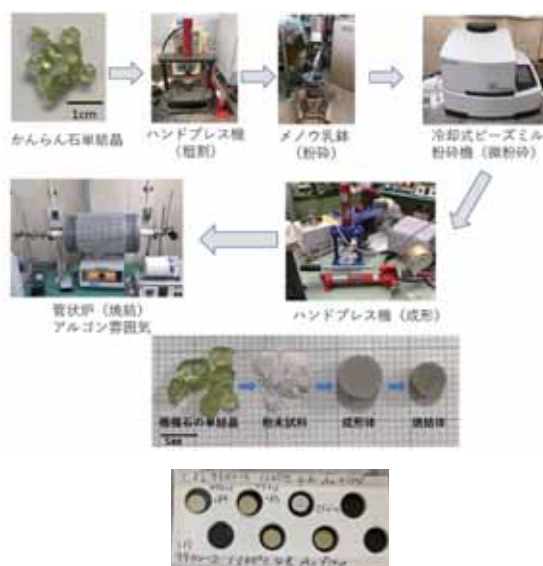 1cm
かんらん石単結晶
ハンドプレス機
（粗割）
メノウ乳鉢
（粉砕）
冷却式ビーズミル
粉砕機（微粉砕）
管状炉（焼結）
アルゴン雰囲気
ハンドプレス機（成形）
橄欖石の単結晶
粉末試料
成形体
焼結体